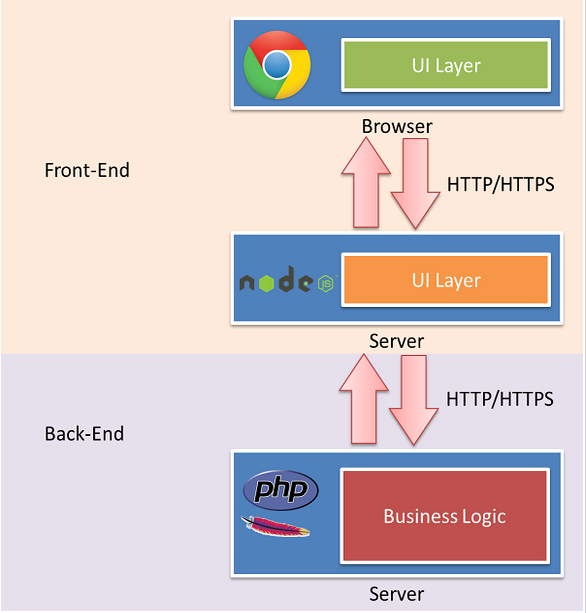 UI Layer
Browser
Front-End
HTTP/HTTPS
node JS
UI Layer
Server
HTTP/HTTPS
Back-End
php
Business Logic
Server